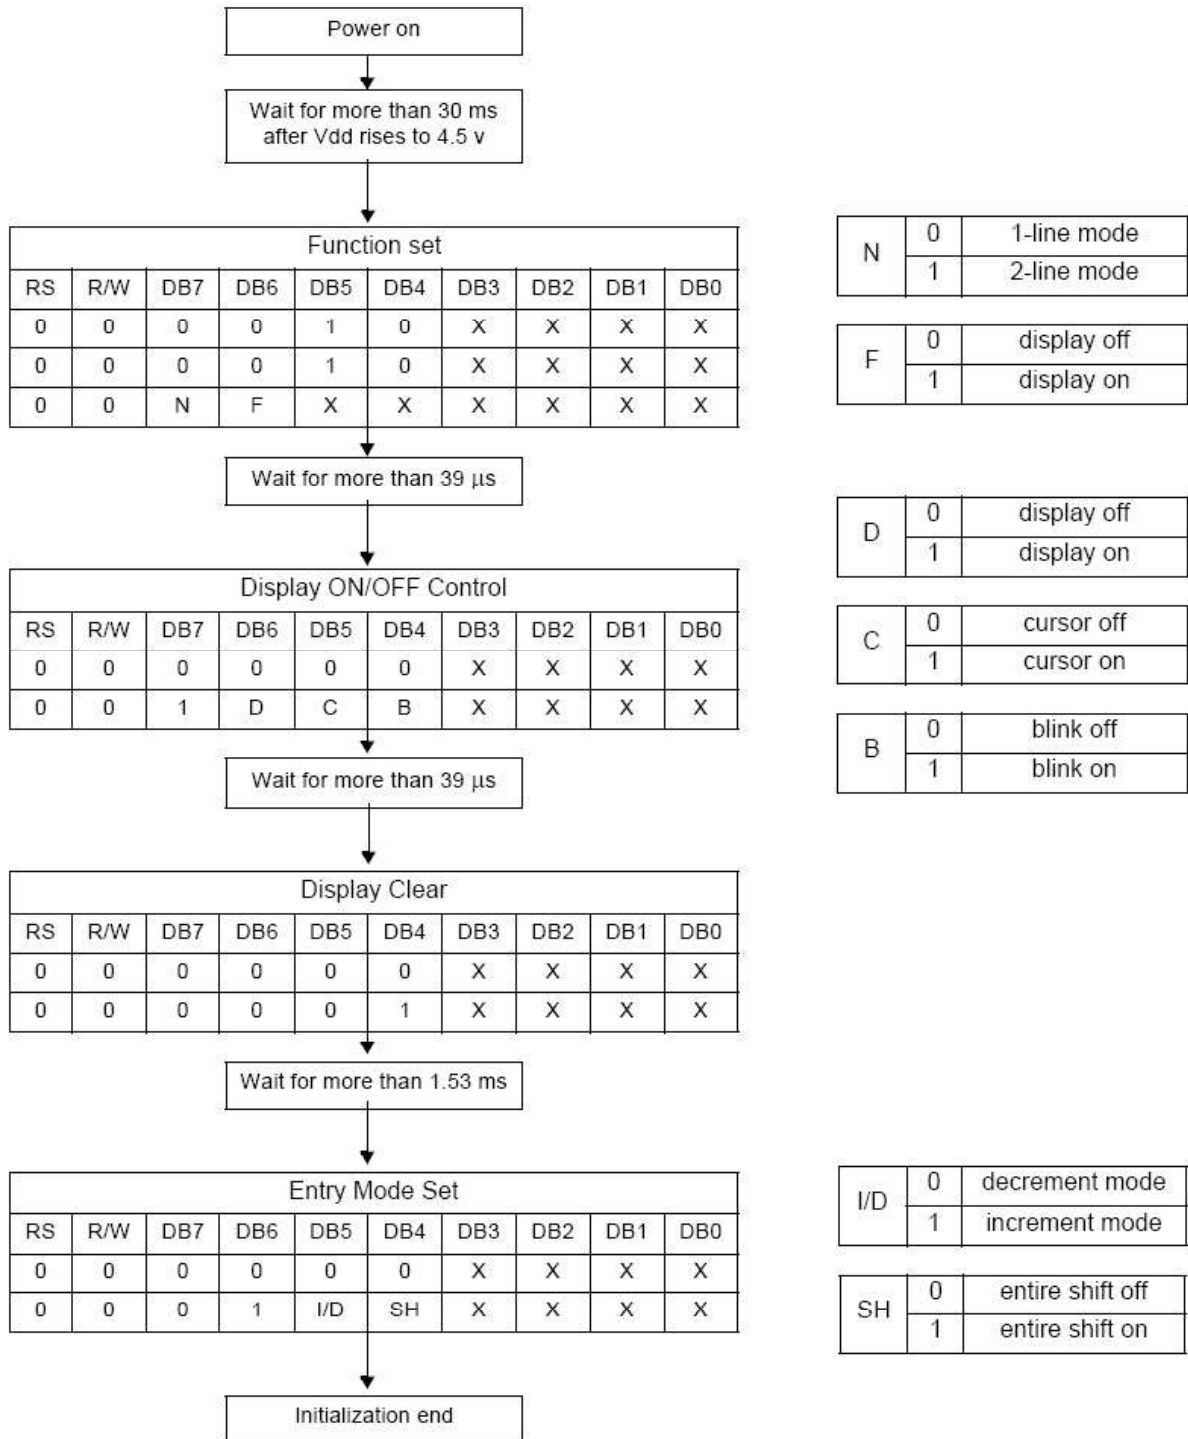 Power on
Wait for more than 30 ms
after Vdd rises to 4.5 v
Function set
RS R/W DB7 DB6 DB5 DB4 DB3 DB2 DB1 DB0
0 0 0 0 1 0 X X X X
0 0 0 0 1 0 X X X X
0 0 N F X X X X X X
N 0 1-line mode
1 2-line mode
F 0 display off
1 display on
Wait for more than 39 μs
Display ON/OFF Control
RS R/W DB7 DB6 DB5 DB4 DB3 DB2 DB1 DB0
0 0 0 0 0 0 X X X X
0 0 1 D C B X X X X
D 0 display off
1 display on
C 0 cursor off
1 cursor on
B 0 blink off
1 blink on
Wait for more than 39 μs
Display Clear
RS R/W DB7 DB6 DB5 DB4 DB3 DB2 DB1 DB0
0 0 0 0 0 0 X X X X
0 0 0 0 0 1 X X X X
Wait for more than 1.53 ms
Entry Mode Set
RS R/W DB7 DB6 DB5 DB4 DB3 DB2 DB1 DB0
0 0 0 0 0 0 X X X X
0 0 0 1 I/D SH X X X X
I/D 0 decrement mode
1 increment mode
SH 0 entire shift off
1 entire shift on
Initialization end